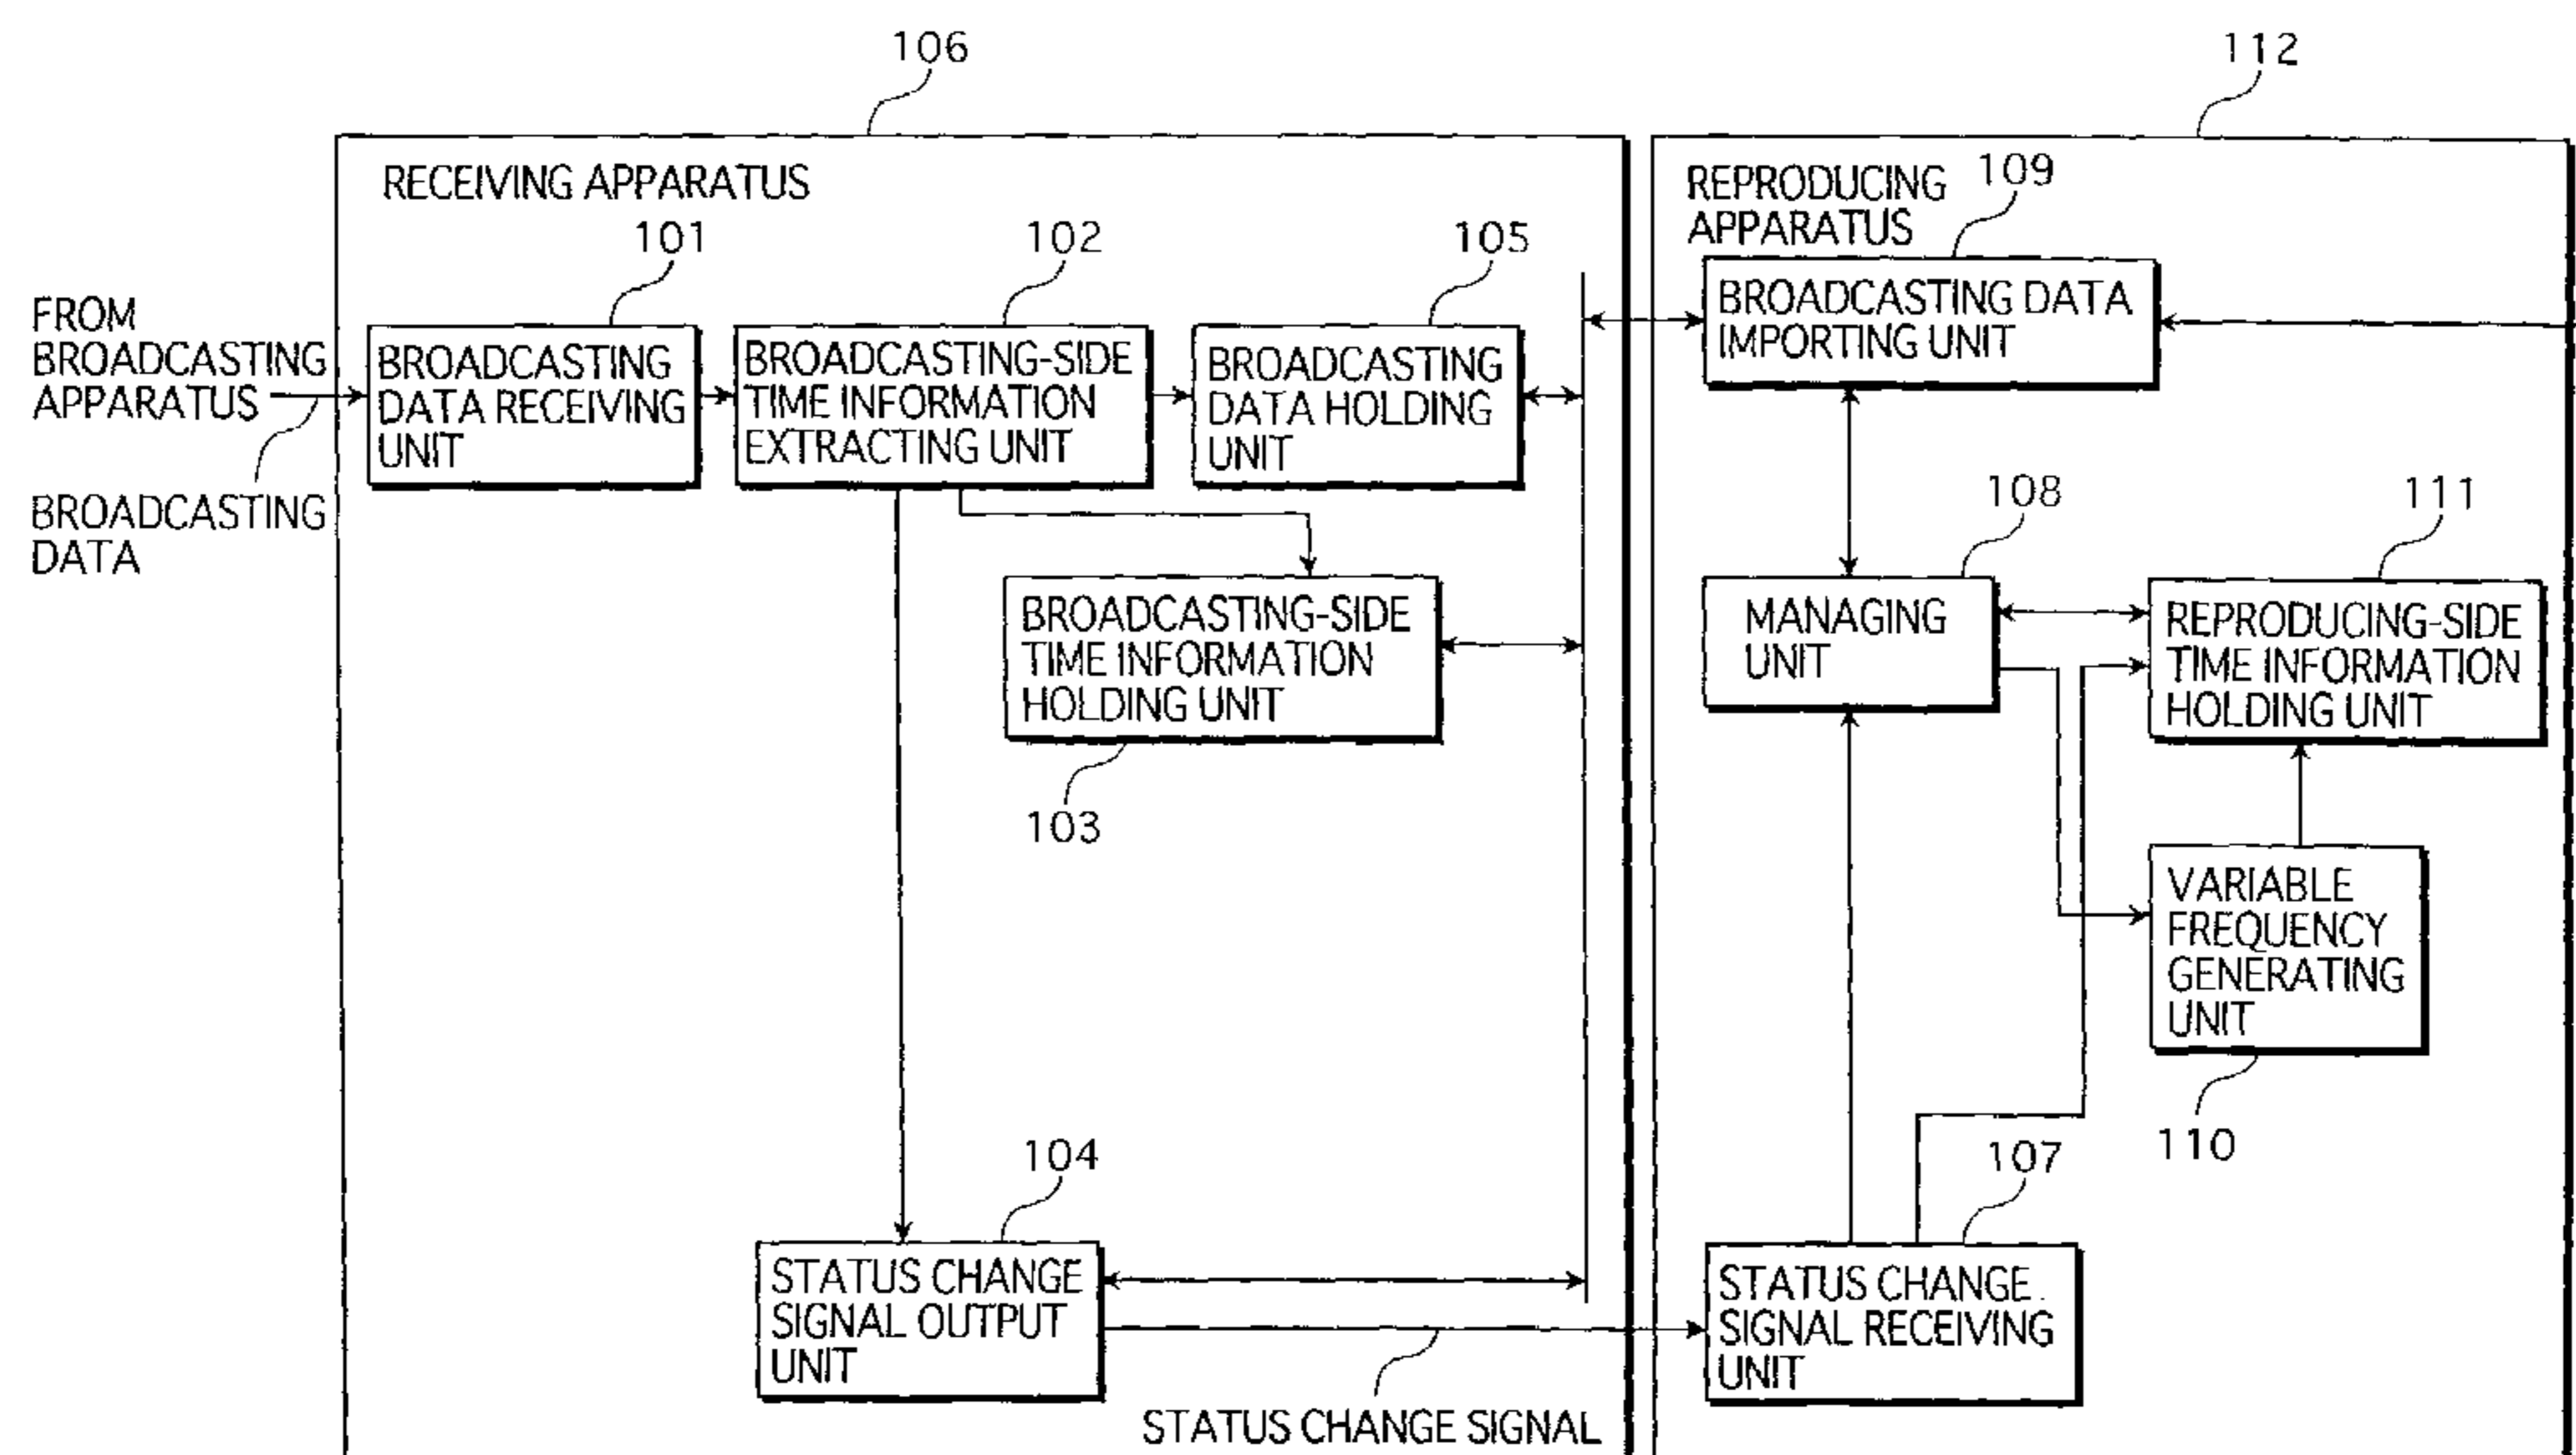 106
112
RECEIVING APPARATUS
REPRODUCING
APPARATUS
109
101
102
105
FROM
BROADCASTING
APPARATUS
BROADCASTING
DATA RECEIVING
UNIT
BROADCASTING-SIDE
TIME INFORMATION
EXTRACTING UNIT
BROADCASTING
DATA HOLDING
UNIT
BROADCASTING DATA
IMPORTING UNIT
BROADCASTING
DATA
108
111
BROADCASTING-SIDE
TIME INFORMATION
HOLDING UNIT
103
MANAGING
UNIT
REPRODUCING-SIDE
TIME INFORMATION
HOLDING UNIT
VARIABLE
FREQUENCY
GENERATING
UNIT
110
104
107
STATUS CHANGE
SIGNAL OUTPUT
UNIT
STATUS CHANGE
SIGNAL RECEIVING
UNIT
STATUS CHANGE SIGNAL